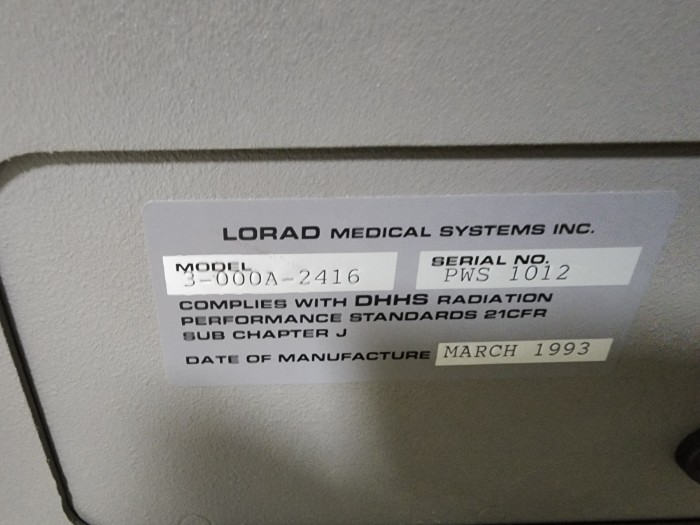 LORAD MEDICAL SYSTEMS INC.
MODEL SERIAL NO.
3-000A-2416 PWS 1012
COMPLIES WITH DHHS RADIATION
PERFORMANCE STANDARDS 21CFR
SUB CHAPTER J
DATE OF MANUFACTURE MARCH 1993